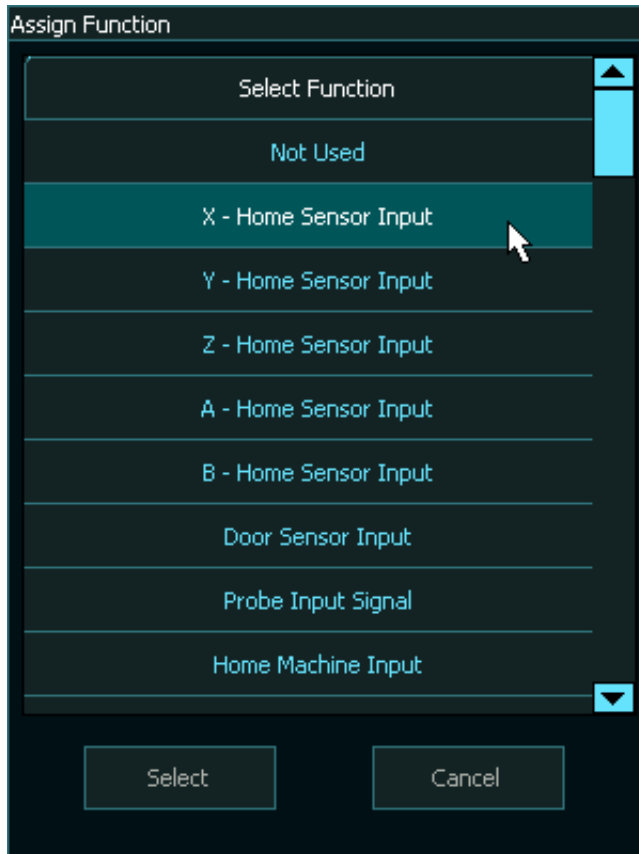 Assign Function
Select Function
Not Used
X - Home Sensor Input
Y - Home Sensor Input
Z - Home Sensor Input
A - Home Sensor Input
B - Home Sensor Input
Door Sensor Input
Probe Input Signal
Home Machine Input
Select
Cancel